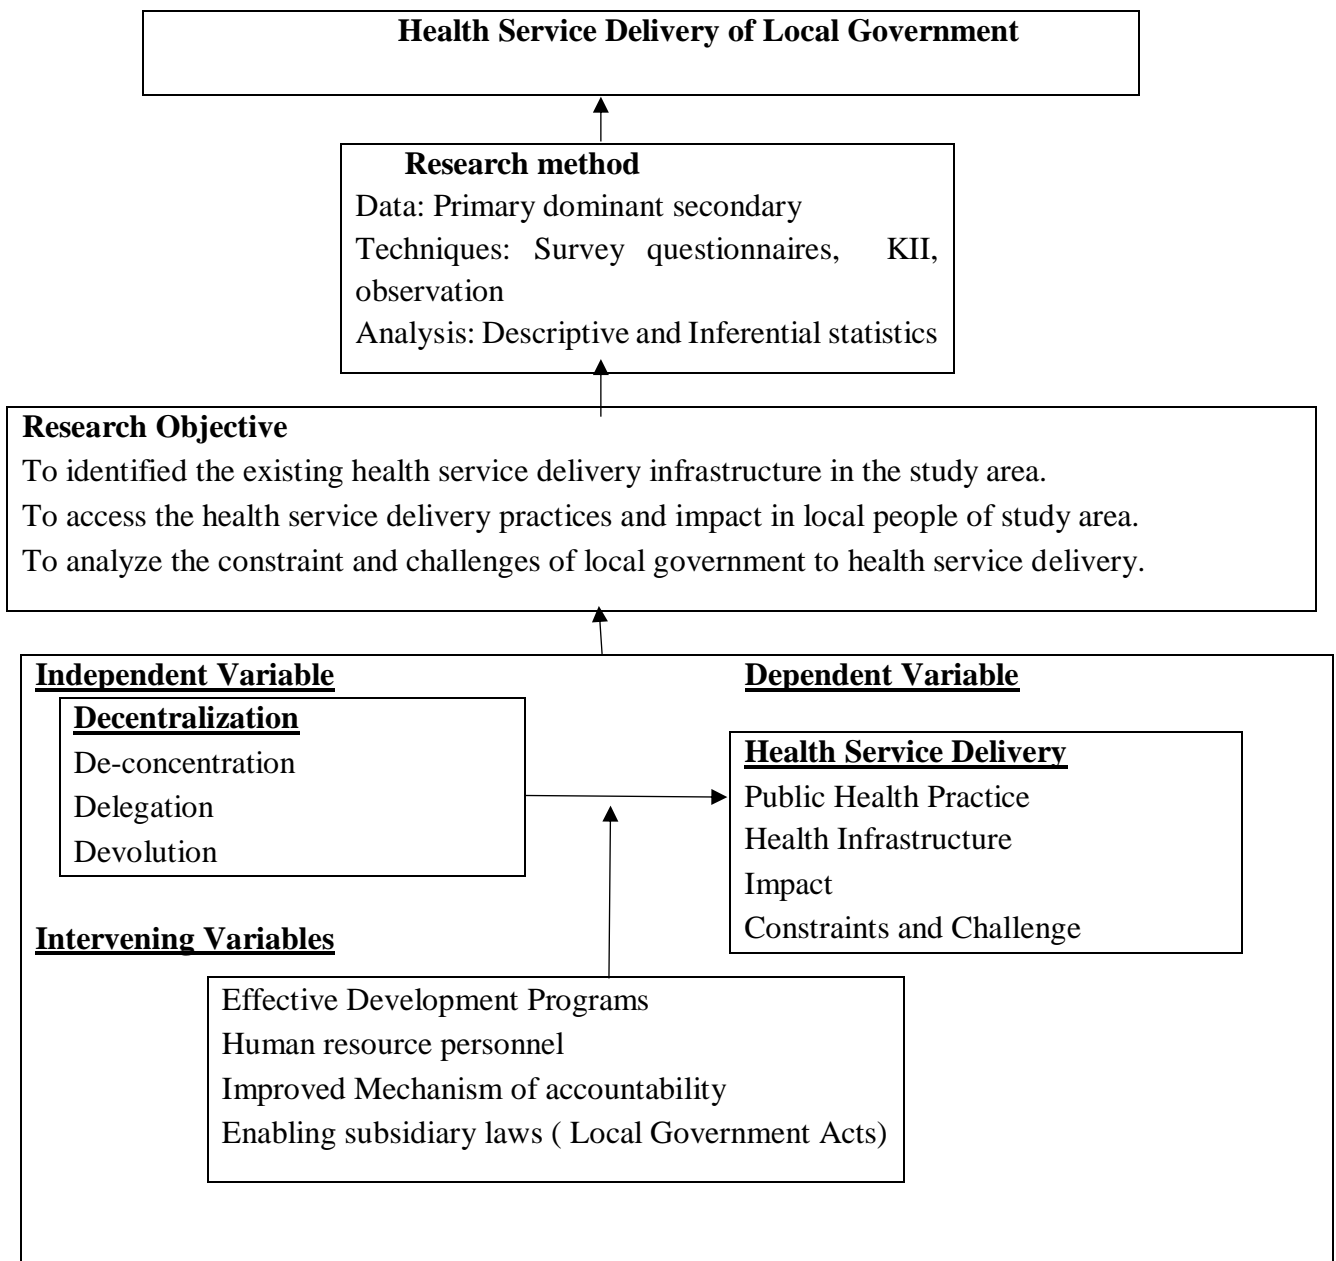 Health Service Delivery of Local Government
Research method
Data: Primary dominant secondary
Techniques: Survey questionnaires, KII,
observation
Analysis: Descriptive and Inferential statistics
Research Objective
To identified the existing health service delivery infrastructure in the study area.
To access the health service delivery practices and impact in local people of study area.
To analyze the constraint and challenges of local government to health service delivery.
Independent Variable
Decentralization
De-concentration
Delegation
Devolution
Dependent Variable
Health Service Delivery
Public Health Practice
Health Infrastructure
Impact
Constraints and Challenge
Intervening Variables
Effective Development Programs
Human resource personnel
Improved Mechanism of accountability
Enabling subsidiary laws ( Local Government Acts)